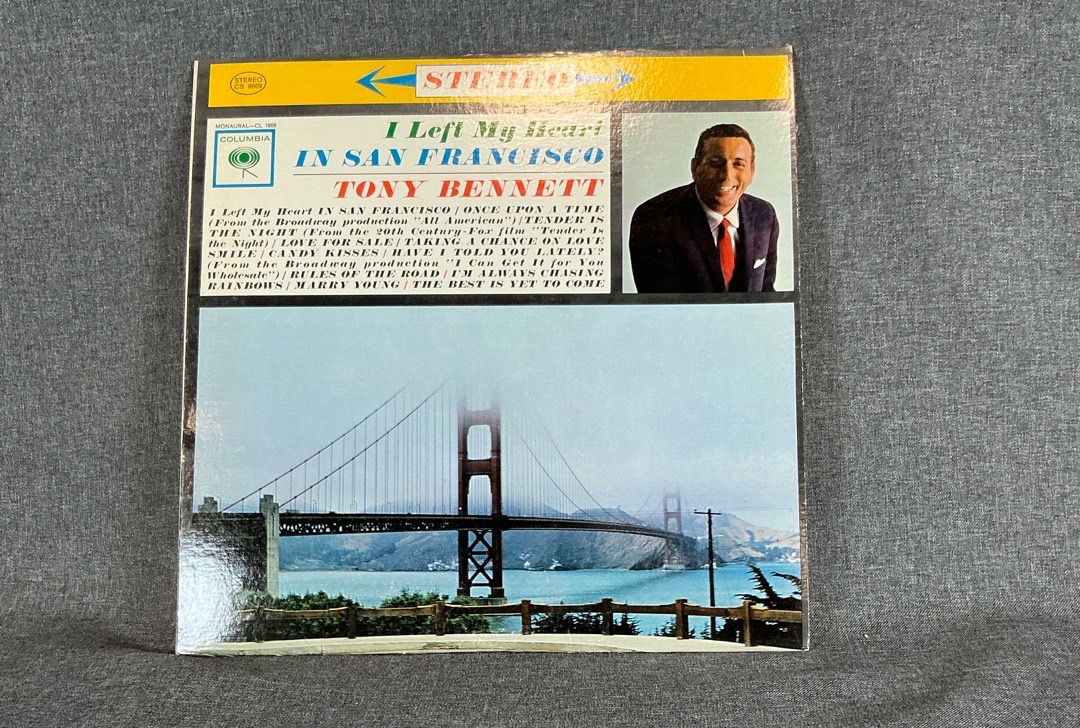 STEREO
CS 8669
STEREO
MONAURAL—CL 1869
COLUMBIA
I Left My Heart
IN SAN FRANCISCO
TONY BENNETT
I Left My Heart IN SAN FRANCISCO | ONCE UPON A TIME
(From the Broadway production "All American") | TENDER IS
THE NIGHT (From the 20th Century-Fox film "Tender Is
the Night) | LOVE FOR SALE | TAKING A CHANCE ON LOVE
SMILE | CANDY KISSES | HAVE I TOLD YOU LATELY?
(From the Broadway production "I Can Get It for You
Wholesale") | RULES OF THE ROAD | I'M ALWAYS CHASING
RAINBOWS | MARRY YOUNG | THE BEST IS YET TO COME